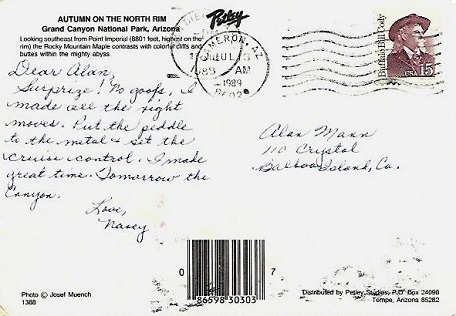 AUTUMN ON THE NORTH RIM
Grand Canyon National Park, Arizona
Looking southeast from Point Imperial (8801 feet, highest on the
rim) the Rocky Mountain Maple contrasts with colorful cliffs and
buttes within the mighty abyss.
Petley
CAMERON, AZ
JUL 13
AM
1989
Buffalo Bill Cody
USA 15
Dear Alan,
Surprize! No goofs, I
made all the right
moves. Put the peddle
to the metal & set the
cruise control. I made
great time. Tomorrow the
Canyon.
Love,
Nancy
Alan Mann
110 Crystal
Balboa Island, Ca.
0 86598 30303 7
Photo © Josef Muench
1388
Distributed by Petley Studios, P.O. Box 24098
Tempe, Arizona 85282